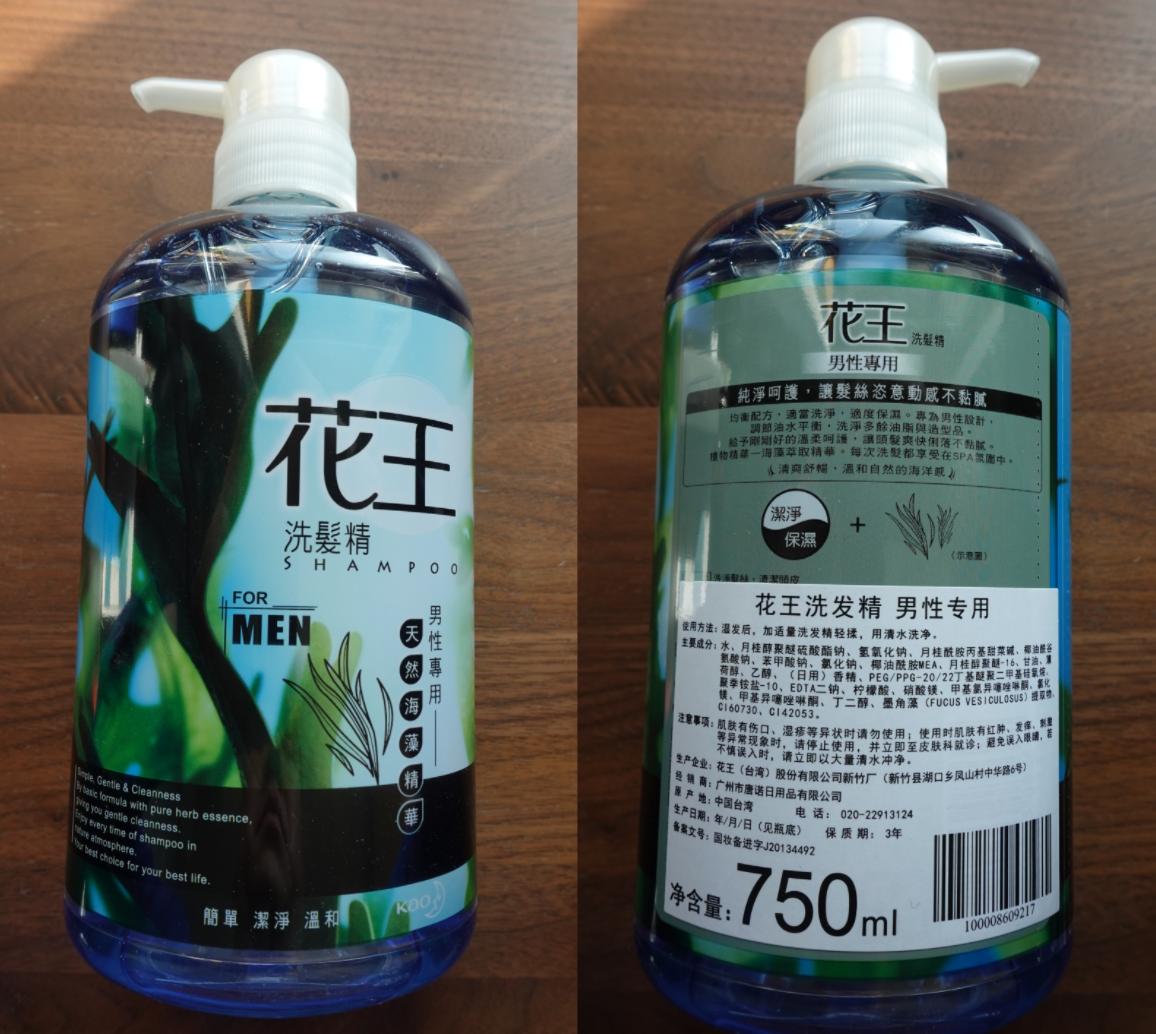 花王
洗髮精
SHAMPOO
FOR
MEN
男性專用
天然海藻精華
Simple, Gentle & Cleanness
By basic formula with pure herb essence,
giving you gentle cleanness.
Enjoy every time of shampoo in
nature atmosphere.
Your best choice for your best life.
簡單 潔淨 溫和
Kao
花王洗髮精
男性專用
純淨呵護，讓髮絲恣意動感不黏膩
均衡配方，適當洗淨，適度保濕。專為男性設計，
調節油水平衡，洗淨多餘油脂與造型品。
給予剛剛好的溫柔呵護，讓頭髮爽快俐落不黏膩。
植物精華—海藻萃取精華。每次洗髮都享受在SPA氛圍中。
清爽舒暢，溫和自然的海洋感
潔淨
保濕
+
（示意圖）
洗淨髮絲，清潔頭皮
花王洗发精 男性专用
使用方法：湿发后，加适量洗发精轻揉，用清水洗净。
主要成分：水、月桂醇聚醚硫酸酯钠、氢氧化钠、月桂酰胺丙基甜菜碱、椰油酰谷
氨酸钠、苯甲酸钠、氯化钠、椰油酰胺MEA、月桂醇聚醚-16、甘油、薄
荷醇、乙醇、（日用）香精、PEG/PPG-20/22丁基醚聚二甲基硅氧烷、
聚季铵盐-10、EDTA二钠、柠檬酸、硝酸镁、甲基氯异噻唑啉酮、氯化
镁、甲基异噻唑啉酮、丁二醇、墨角藻（FUCUS VESICULOSUS）提取物、
CI60730、CI42053。
注意事项：肌肤有伤口、湿疹等异状时请勿使用；使用时肌肤有红肿、发痒、刺激
等异常现象时，请停止使用，并立即至皮肤科就诊；避免误入眼睛，若
不慎误入时，请立即以大量清水冲净。
生产企业：花王（台湾）股份有限公司新竹厂（新竹县湖口乡凤山村中华路6号）
经 销 商：广州市唐诺日用品有限公司
原 产 地：中国台湾 电 话： 020-22913124
生产日期：年/月/日（见瓶底） 保 质 期： 3年
备案文号：国妆备进字J20134492
净含量：750ml
100008609217